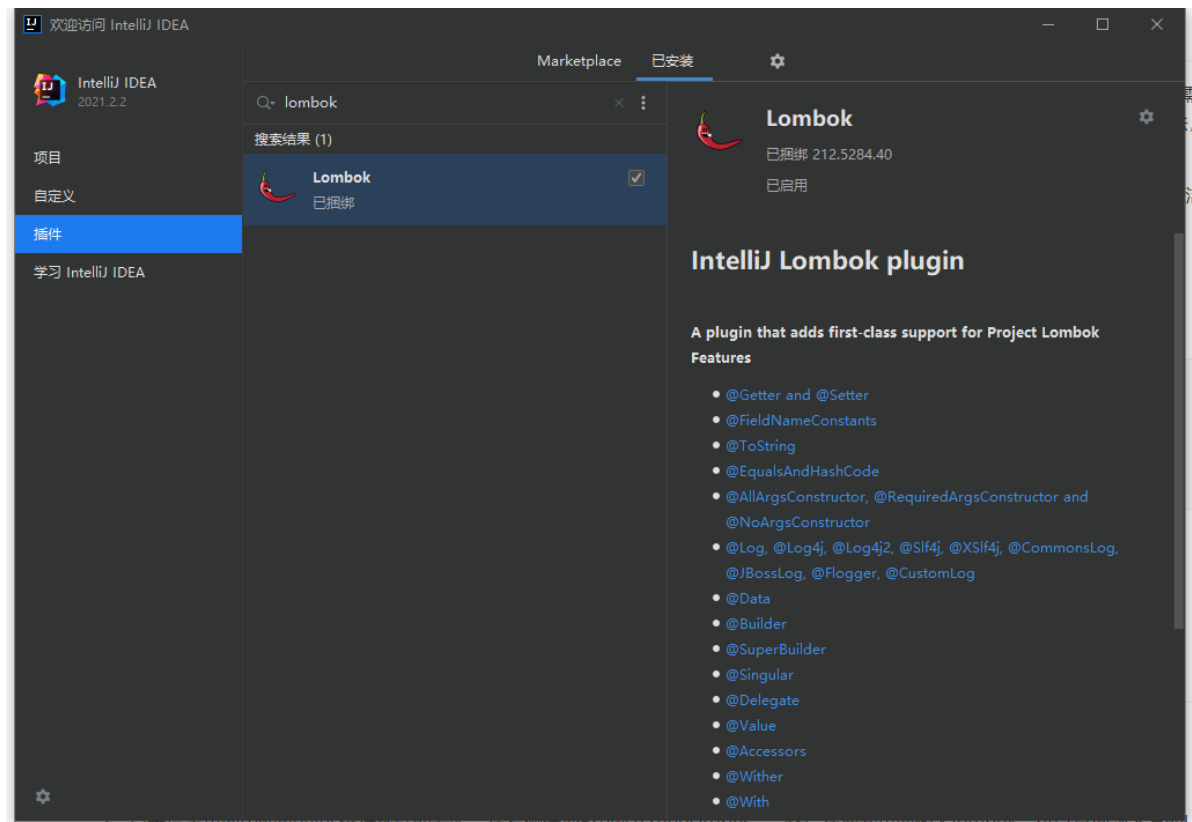 欢迎访问 IntelliJ IDEA
Marketplace 已安装
IntelliJ IDEA
2021.2.2
项目
自定义
插件
学习 IntelliJ IDEA
lombok
搜索结果 (1)
Lombok
已捆绑
Lombok
已捆绑 212.5284.40
已启用
IntelliJ Lombok plugin
A plugin that adds first-class support for Project Lombok
Features
@Getter and @Setter
@FieldNameConstants
@ToString
@EqualsAndHashCode
@AllArgsConstructor, @RequiredArgsConstructor and
@NoArgsConstructor
@Log, @Log4j, @Log4j2, @Slf4j, @XSlf4j, @CommonsLog,
@JBossLog, @Flogger, @CustomLog
@Data
@Builder
@SuperBuilder
@Singular
@Delegate
@Value
@Accessors
@Wither
@With